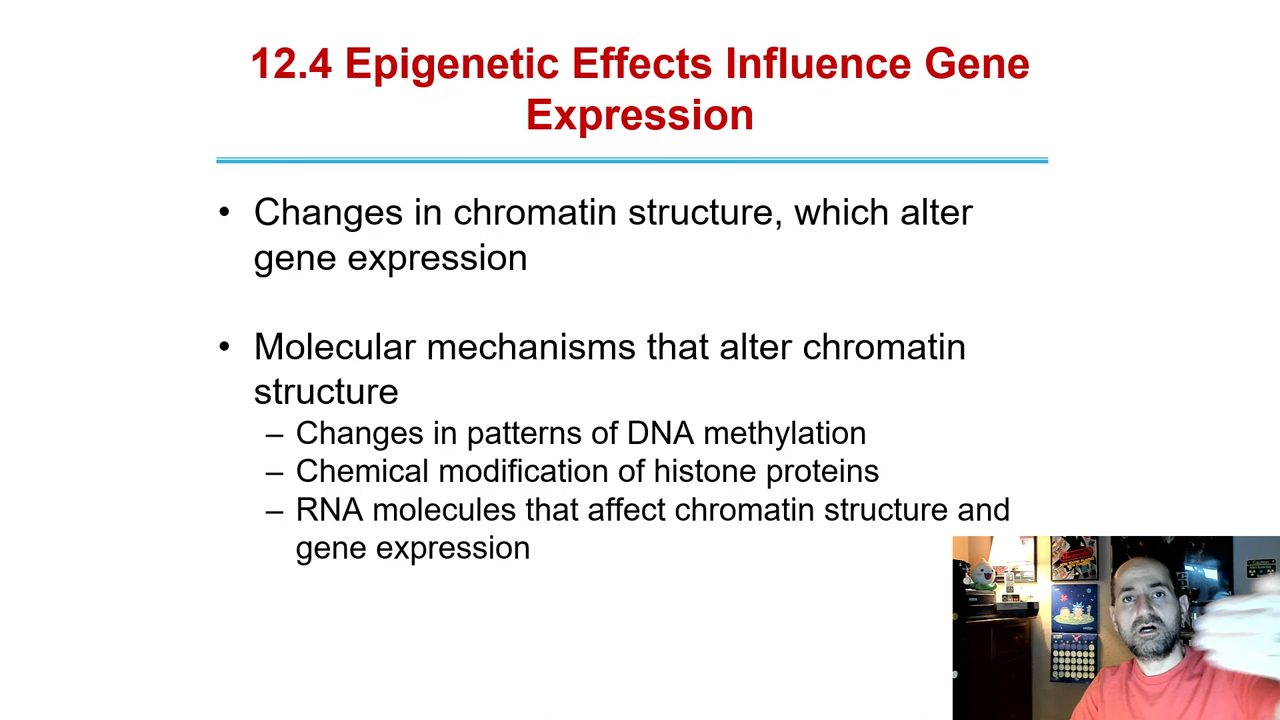 12.4 Epigenetic Effects Influence Gene
Expression
• Changes in chromatin structure, which alter
gene expression
• Molecular mechanisms that alter chromatin
structure
– Changes in patterns of DNA methylation
– Chemical modification of histone proteins
– RNA molecules that affect chromatin structure and
gene expression